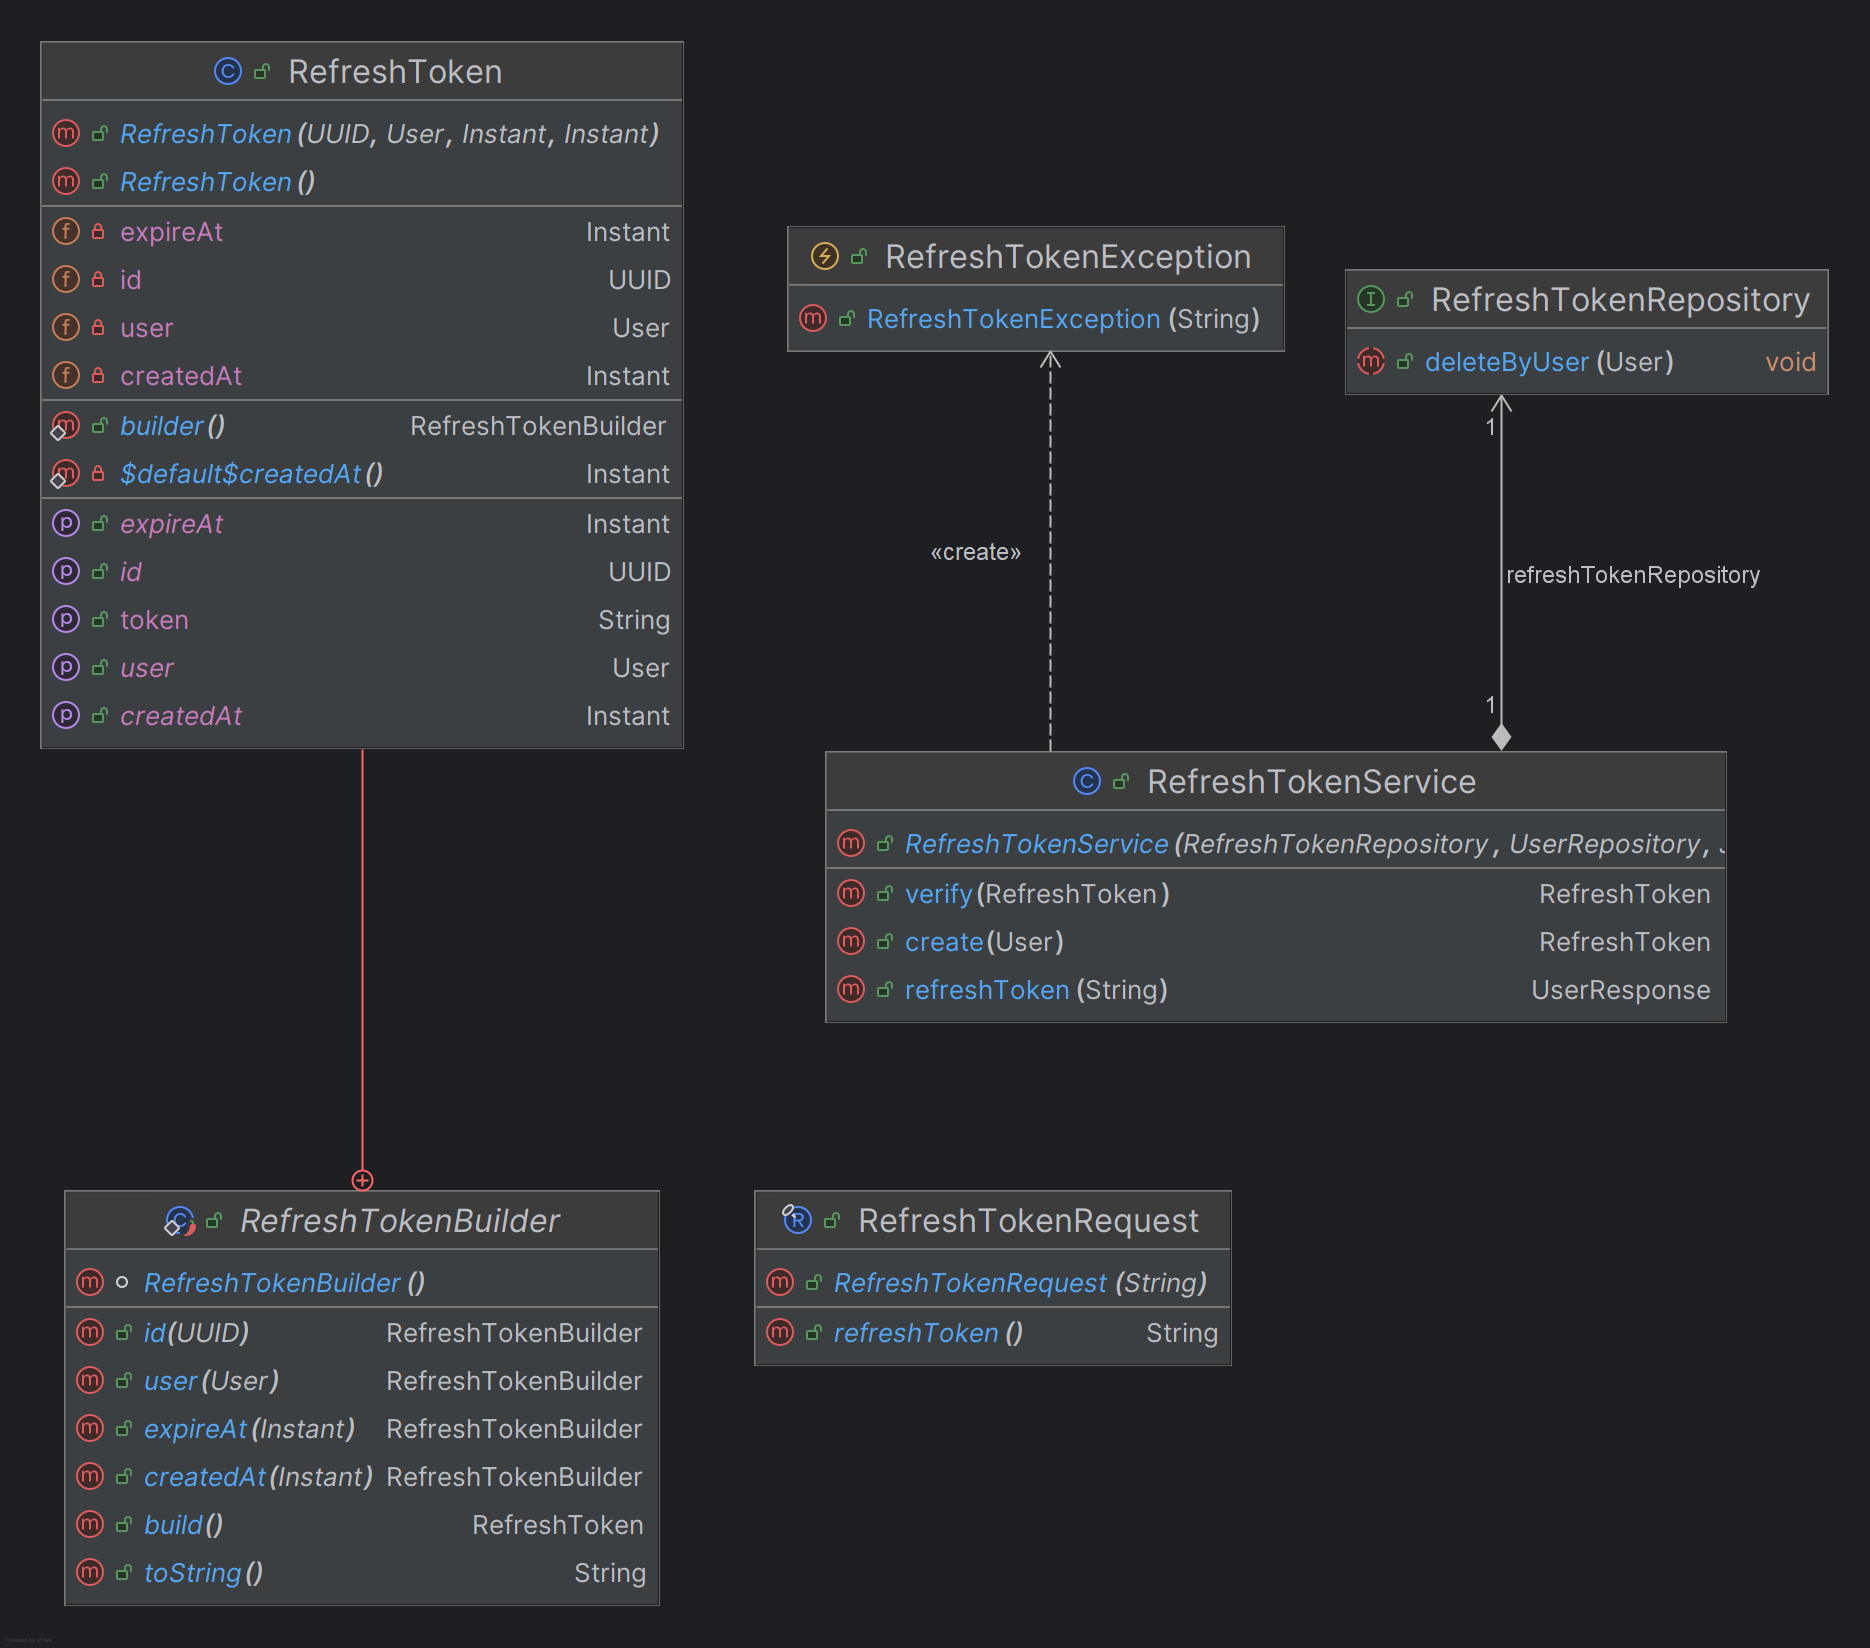 RefreshToken
RefreshToken(UUID, User, Instant, Instant)
RefreshToken()
expireAt Instant
id UUID
user User
createdAt Instant
builder() RefreshTokenBuilder
$default$createdAt() Instant
expireAt Instant
id UUID
token String
user User
createdAt Instant
RefreshTokenException
RefreshTokenException(String)
RefreshTokenRepository
deleteByUser(User) void
1
«create»
refreshTokenRepository
1
RefreshTokenService
RefreshTokenService(RefreshTokenRepository, UserRepository,
verify(RefreshToken) RefreshToken
create(User) RefreshToken
refreshToken(String) UserResponse
RefreshTokenBuilder
RefreshTokenBuilder()
id(UUID) RefreshTokenBuilder
user(User) RefreshTokenBuilder
expireAt(Instant) RefreshTokenBuilder
createdAt(Instant) RefreshTokenBuilder
build() RefreshToken
toString() String
RefreshTokenRequest
RefreshTokenRequest(String)
refreshToken() String